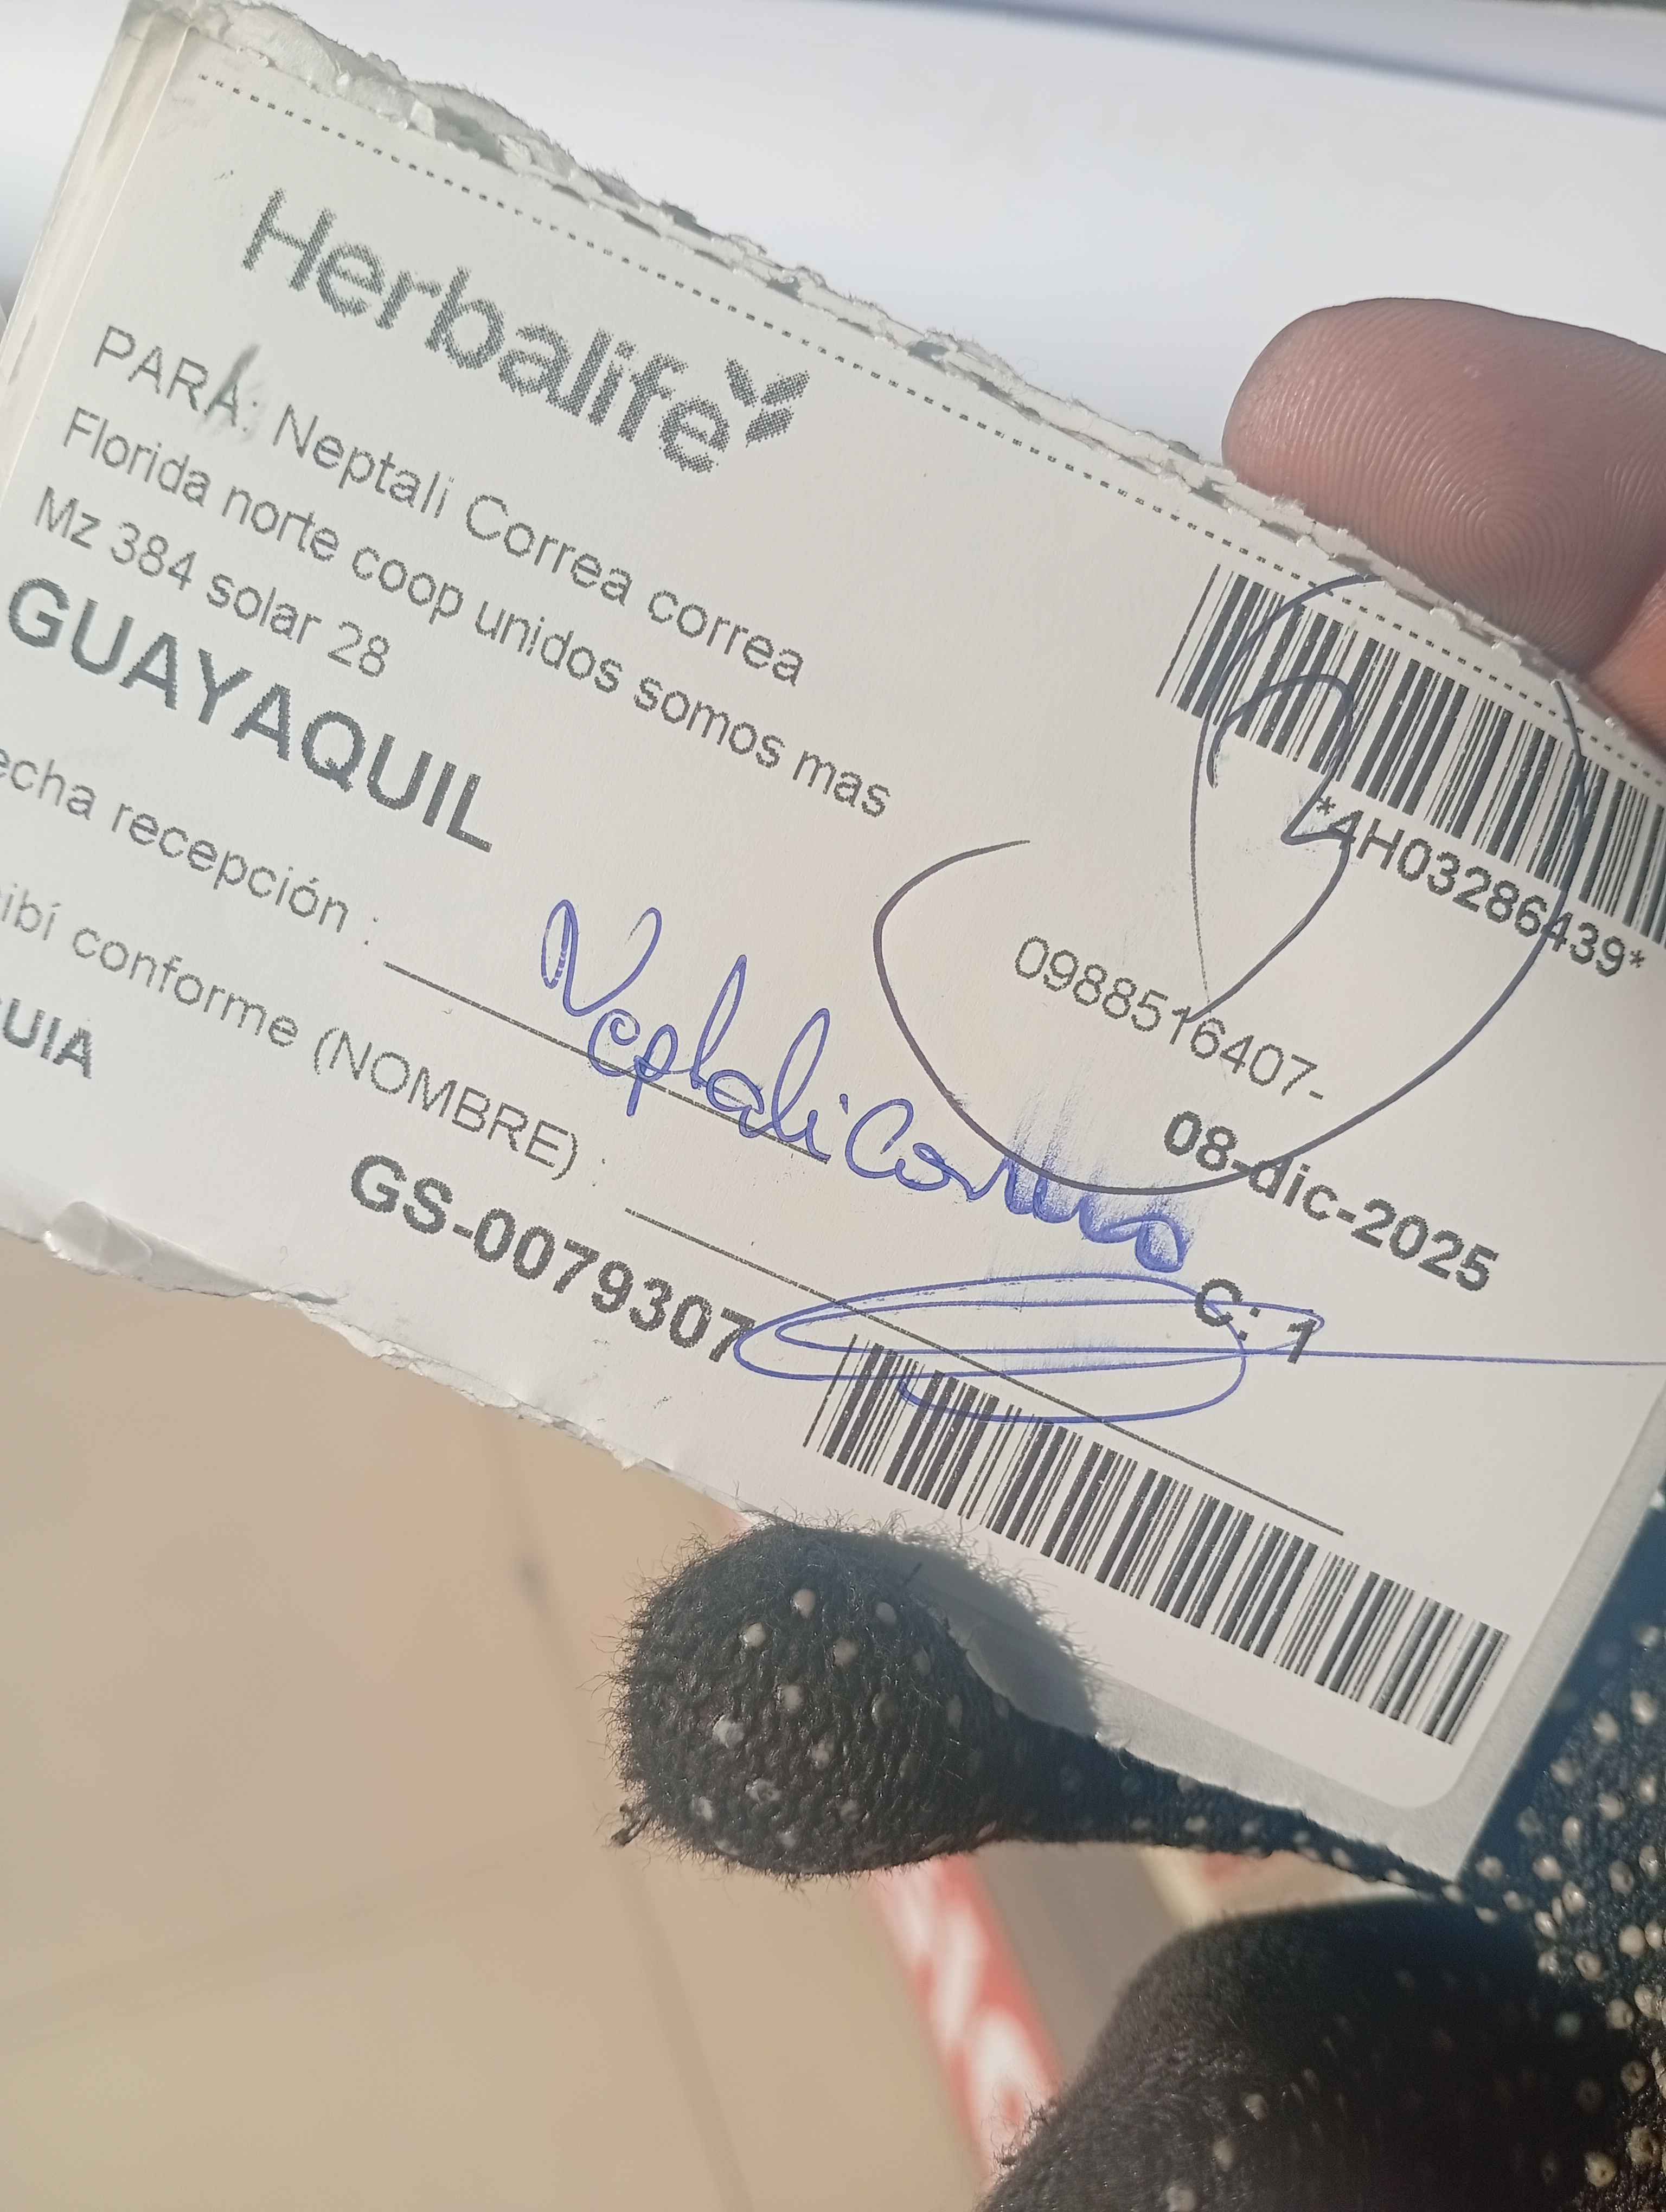 Herbalife
PARA: Neptali Correa correa
Florida norte coop unidos somos mas
Mz 384 solar 28
GUAYAQUIL
*4H03286439*
0988516407-
08-dic-2025
C: 1
echa recepción :
Neptali Correa
ibí conforme (NOMBRE) :
UIA
GS-0079307